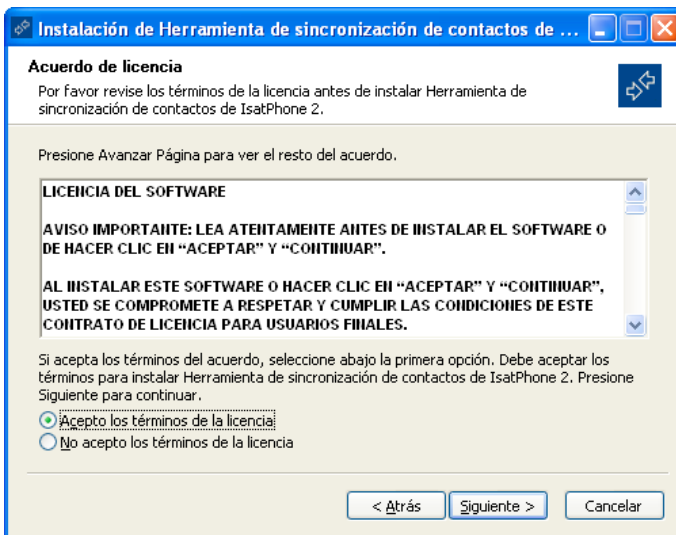 Instalación de Herramienta de sincronización de contactos de ...
Acuerdo de licencia
Por favor revise los términos de la licencia antes de instalar Herramienta de
sincronización de contactos de IsatPhone 2.
Presione Avanzar Página para ver el resto del acuerdo.
LICENCIA DEL SOFTWARE
AVISO IMPORTANTE: LEA ATENTAMENTE ANTES DE INSTALAR EL SOFTWARE O
DE HACER CLIC EN “ACEPTAR” Y “CONTINUAR”.
AL INSTALAR ESTE SOFTWARE O HACER CLIC EN “ACEPTAR” Y “CONTINUAR”,
USTED SE COMPROMETE A RESPETAR Y CUMPLIR LAS CONDICIONES DE ESTE
CONTRATO DE LICENCIA PARA USUARIOS FINALES.
Si acepta los términos del acuerdo, seleccione abajo la primera opción. Debe aceptar los
términos para instalar Herramienta de sincronización de contactos de IsatPhone 2. Presione
Siguiente para continuar.
Acepto los términos de la licencia
No acepto los términos de la licencia
< Atrás Siguiente > Cancelar